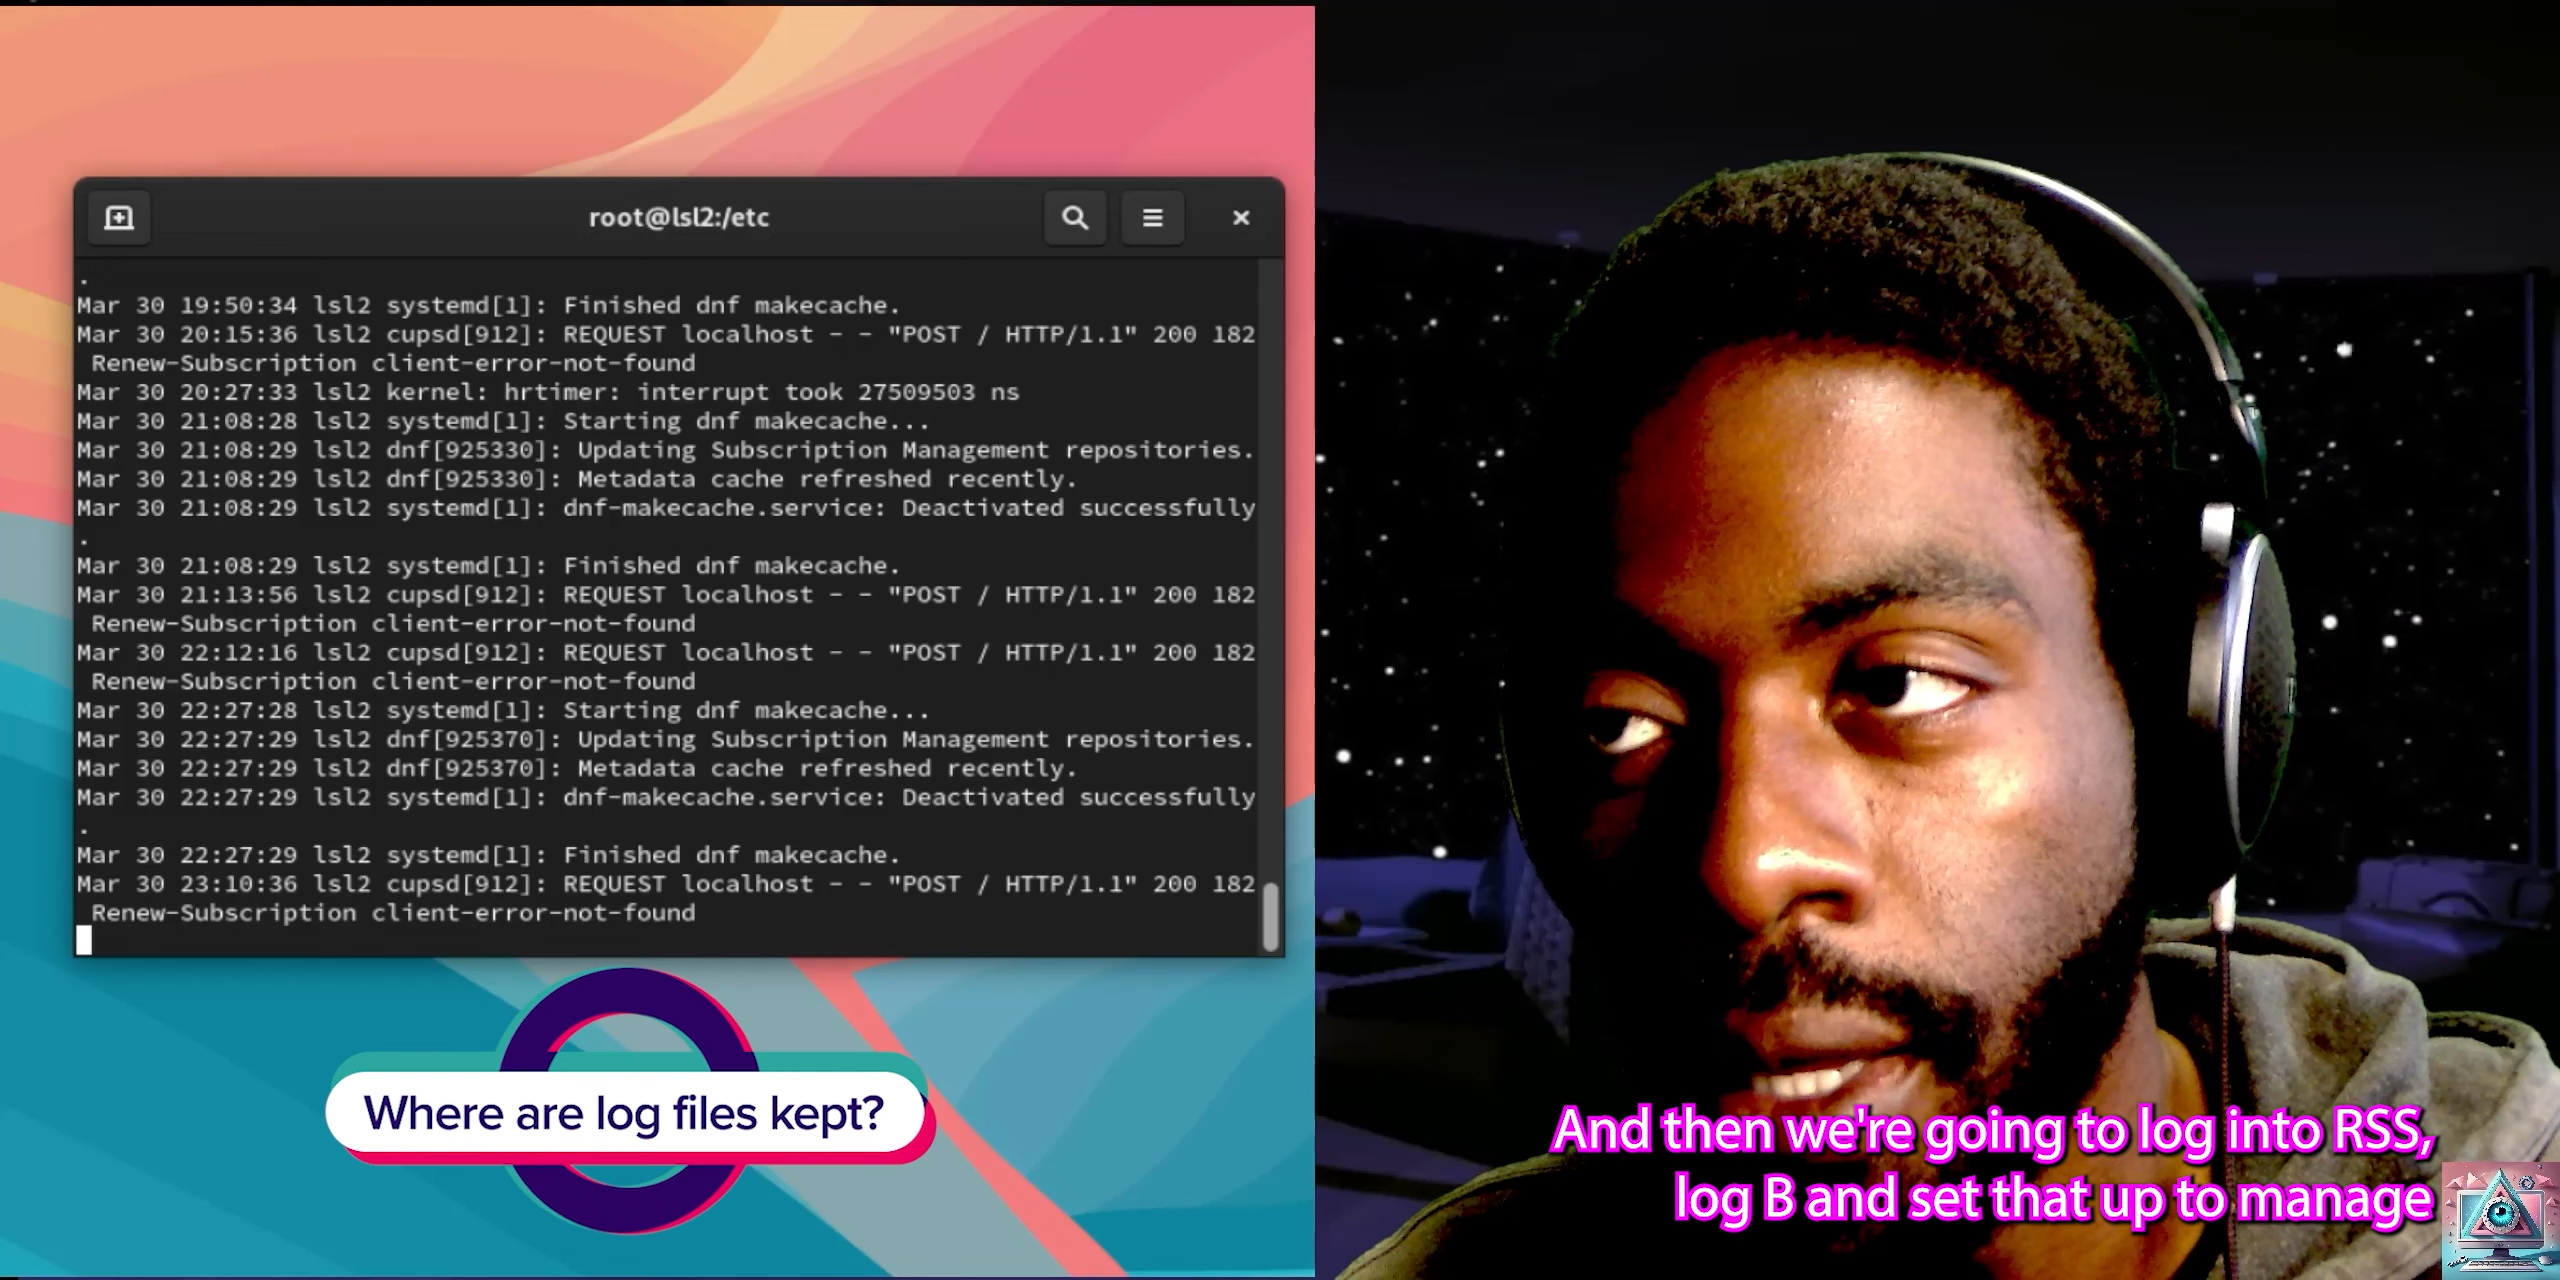 root@lsl2:/etc
.
Mar 30 19:50:34 lsl2 systemd[1]: Finished dnf makecache.
Mar 30 20:15:36 lsl2 cupsd[912]: REQUEST localhost - - "POST / HTTP/1.1" 200 182
Renew-Subscription client-error-not-found
Mar 30 20:27:33 lsl2 kernel: hrtimer: interrupt took 27509503 ns
Mar 30 21:08:28 lsl2 systemd[1]: Starting dnf makecache...
Mar 30 21:08:29 lsl2 dnf[925330]: Updating Subscription Management repositories.
Mar 30 21:08:29 lsl2 dnf[925330]: Metadata cache refreshed recently.
Mar 30 21:08:29 lsl2 systemd[1]: dnf-makecache.service: Deactivated successfully
.
Mar 30 21:08:29 lsl2 systemd[1]: Finished dnf makecache.
Mar 30 21:13:56 lsl2 cupsd[912]: REQUEST localhost - - "POST / HTTP/1.1" 200 182
Renew-Subscription client-error-not-found
Mar 30 22:12:16 lsl2 cupsd[912]: REQUEST localhost - - "POST / HTTP/1.1" 200 182
Renew-Subscription client-error-not-found
Mar 30 22:27:28 lsl2 systemd[1]: Starting dnf makecache...
Mar 30 22:27:29 lsl2 dnf[925370]: Updating Subscription Management repositories.
Mar 30 22:27:29 lsl2 dnf[925370]: Metadata cache refreshed recently.
Mar 30 22:27:29 lsl2 systemd[1]: dnf-makecache.service: Deactivated successfully
.
Mar 30 22:27:29 lsl2 systemd[1]: Finished dnf makecache.
Mar 30 23:10:36 lsl2 cupsd[912]: REQUEST localhost - - "POST / HTTP/1.1" 200 182
Renew-Subscription client-error-not-found
Where are log files kept?
And then we're going to log into RSS,
log B and set that up to manage